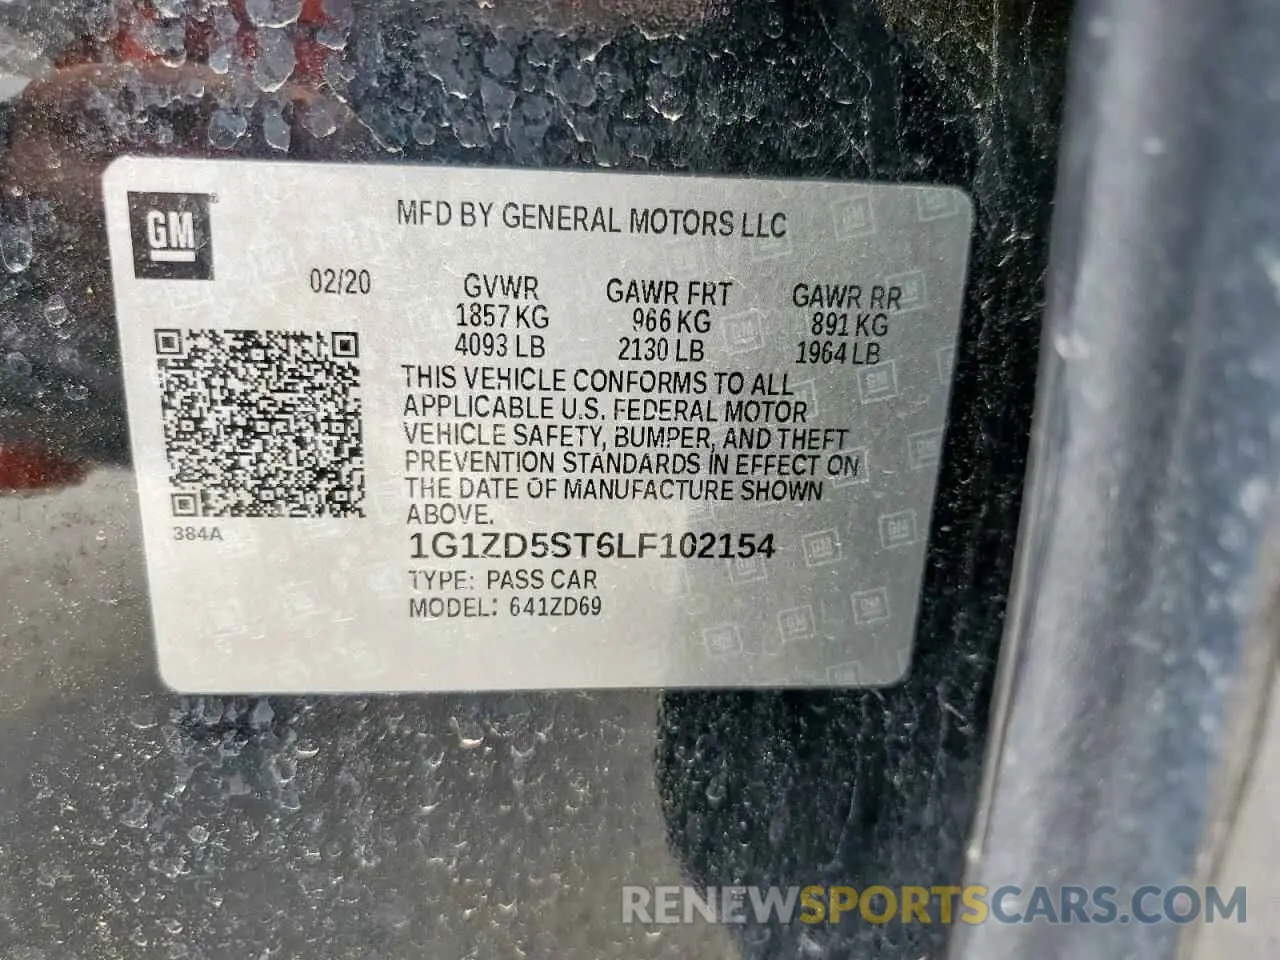 GM
MFD BY GENERAL MOTORS LLC
02/20 GVWR GAWR FRT GAWR RR
1857 KG 966 KG 891 KG
4093 LB 2130 LB 1964 LB
THIS VEHICLE CONFORMS TO ALL
APPLICABLE U.S. FEDERAL MOTOR
VEHICLE SAFETY, BUMPER, AND THEFT
PREVENTION STANDARDS IN EFFECT ON
THE DATE OF MANUFACTURE SHOWN
ABOVE.
384A
1G1ZD5ST6LF102154
TYPE: PASS CAR
MODEL: 641ZD69
RENEWSPORTSCARS.COM